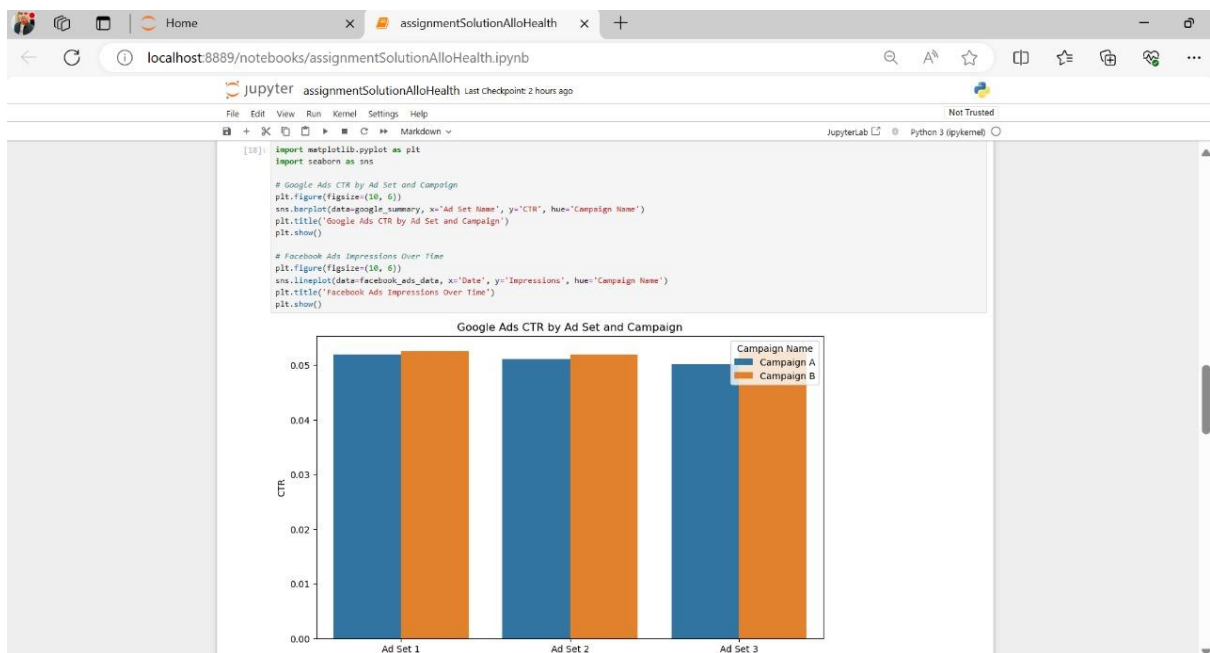 Home
assignmentSolutionAlloHealth
localhost:8889/notebooks/assignmentSolutionAlloHealth.ipynb
jupyter assignmentSolutionAlloHealth Last Checkpoint: 2 hours ago
File Edit View Run Kernel Settings Help Not Trusted
Markdown JupyterLab Python 3 (ipykernel)
[18]: import matplotlib.pyplot as plt
import seaborn as sns
# Google Ads CTR by Ad Set and Campaign
plt.figure(figsize=(10, 6))
sns.barplot(data=google_summary, x='Ad Set Name', y='CTR', hue='Campaign Name')
plt.title('Google Ads CTR by Ad Set and Campaign')
plt.show()
# Facebook Ads Impressions Over Time
plt.figure(figsize=(10, 6))
sns.lineplot(data=facebook_ads_data, x='Date', y='Impressions', hue='Campaign Name')
plt.title('Facebook Ads Impressions Over Time')
plt.show()
Google Ads CTR by Ad Set and Campaign
Campaign Name
Campaign A
Campaign B
0.05
0.04
0.03
0.02
0.01
0.00
CTR
Ad Set 1 Ad Set 2 Ad Set 3